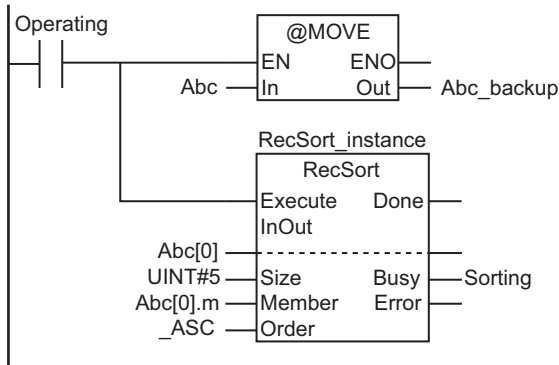 Operating
@MOVE
EN ENO
Abc In Out Abc_backup
RecSort_instance
RecSort
Execute Done
InOut
Abc[0]
UINT#5 Size Busy Sorting
Abc[0].m Member Error
_ASC Order